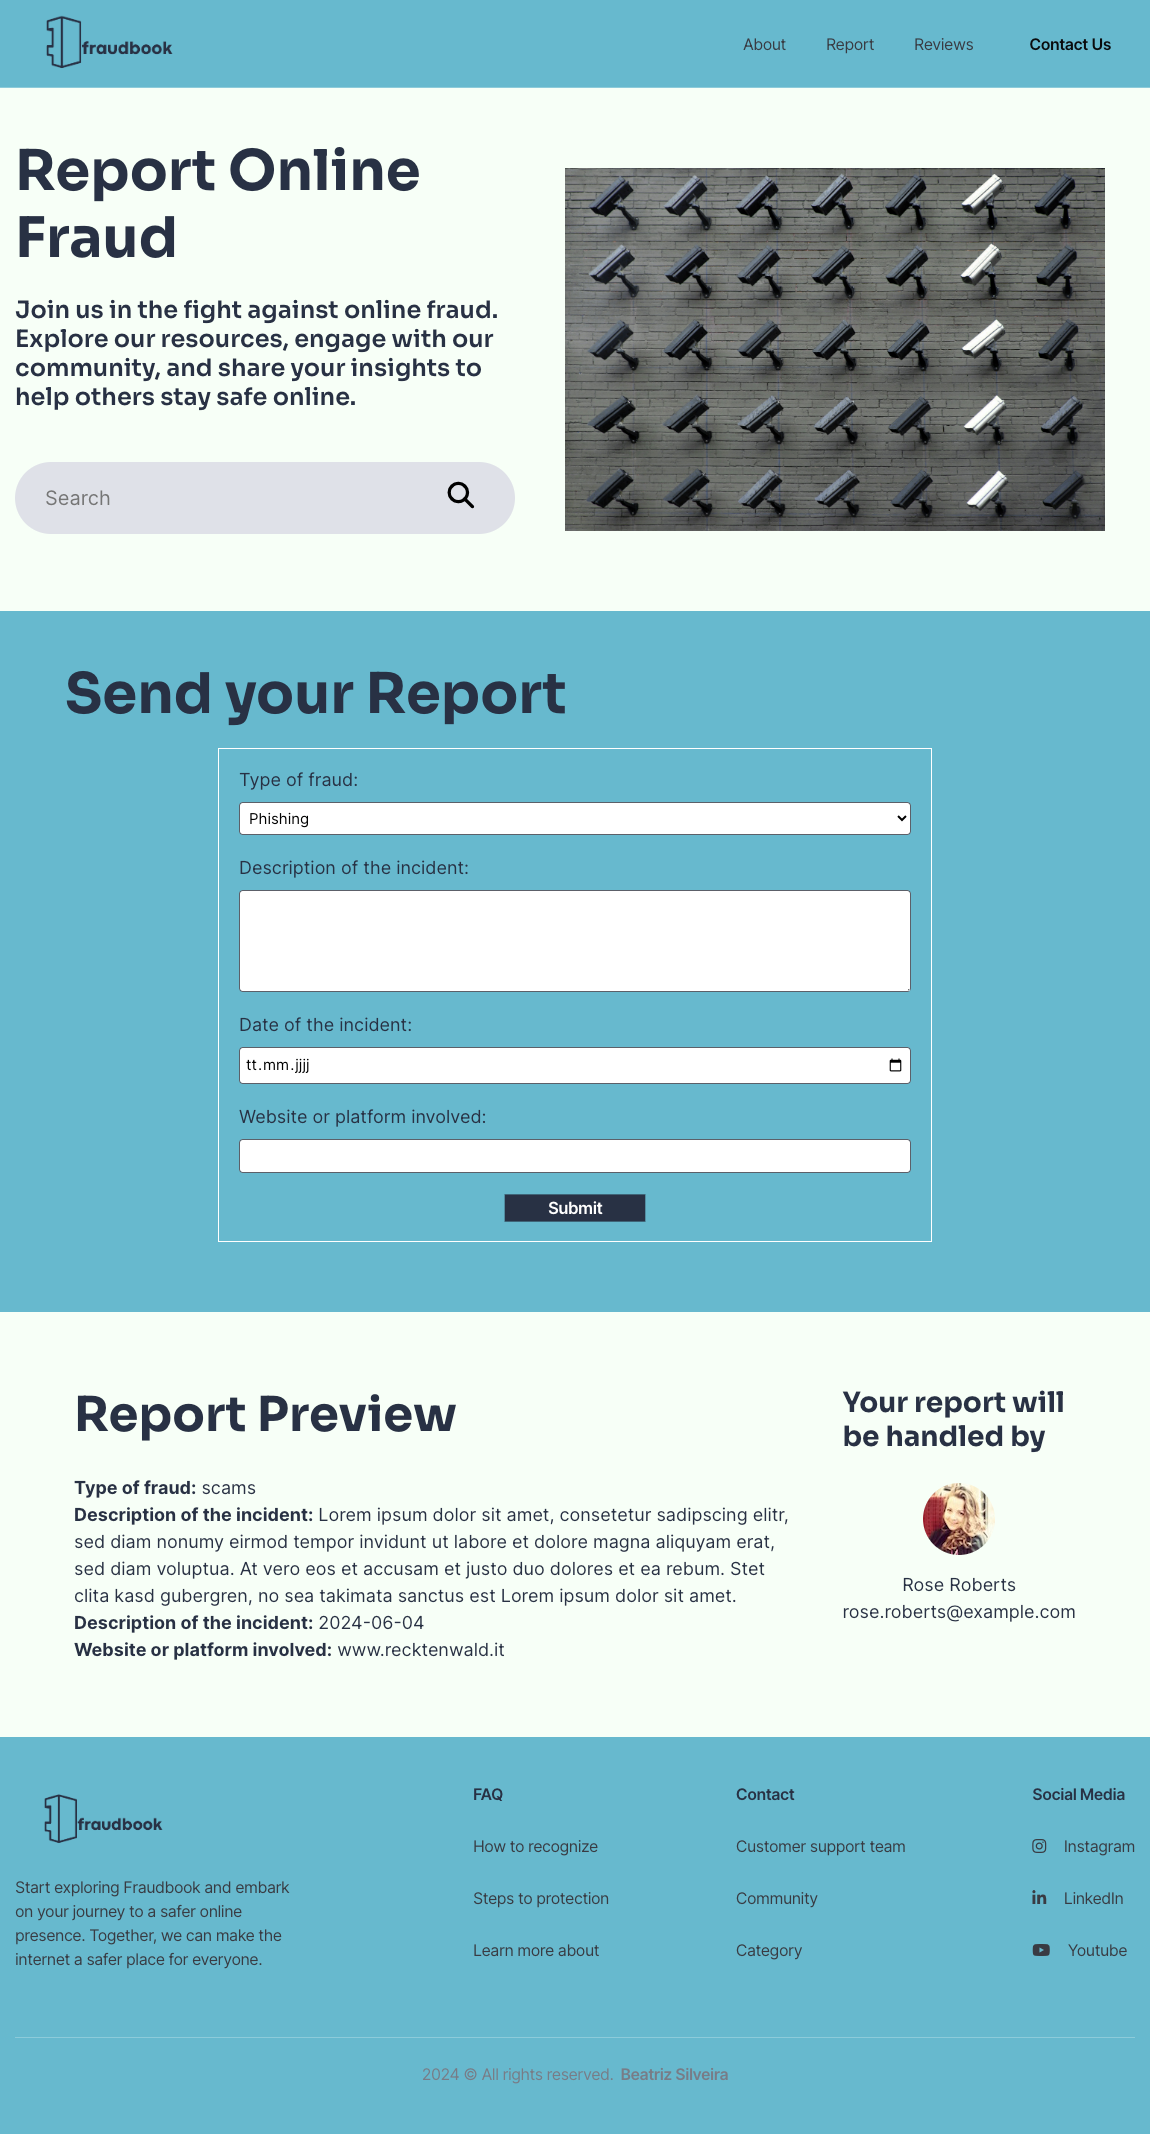 fraudbook
About
Report
Reviews
Contact Us
Report Online
Fraud
Join us in the fight against online fraud.
Explore our resources, engage with our
community, and share your insights to
help others stay safe online.
Search
Send your Report
Type of fraud:
Phishing
Description of the incident:
Date of the incident:
tt.mm.jjjj
Website or platform involved:
Submit
Report Preview
Type of fraud: scams
Description of the incident: Lorem ipsum dolor sit amet, consetetur sadipscing elitr,
sed diam nonumy eirmod tempor invidunt ut labore et dolore magna aliquyam erat,
sed diam voluptua. At vero eos et accusam et justo duo dolores et ea rebum. Stet
clita kasd gubergren, no sea takimata sanctus est Lorem ipsum dolor sit amet.
Description of the incident: 2024-06-04
Website or platform involved: www.recktenwald.it
Your report will
be handled by
Rose Roberts
rose.roberts@example.com
fraudbook
Start exploring Fraudbook and embark
on your journey to a safer online
presence. Together, we can make the
internet a safer place for everyone.
FAQ
How to recognize
Steps to protection
Learn more about
Contact
Customer support team
Community
Category
Social Media
Instagram
LinkedIn
Youtube
2024 © All rights reserved. Beatriz Silveira